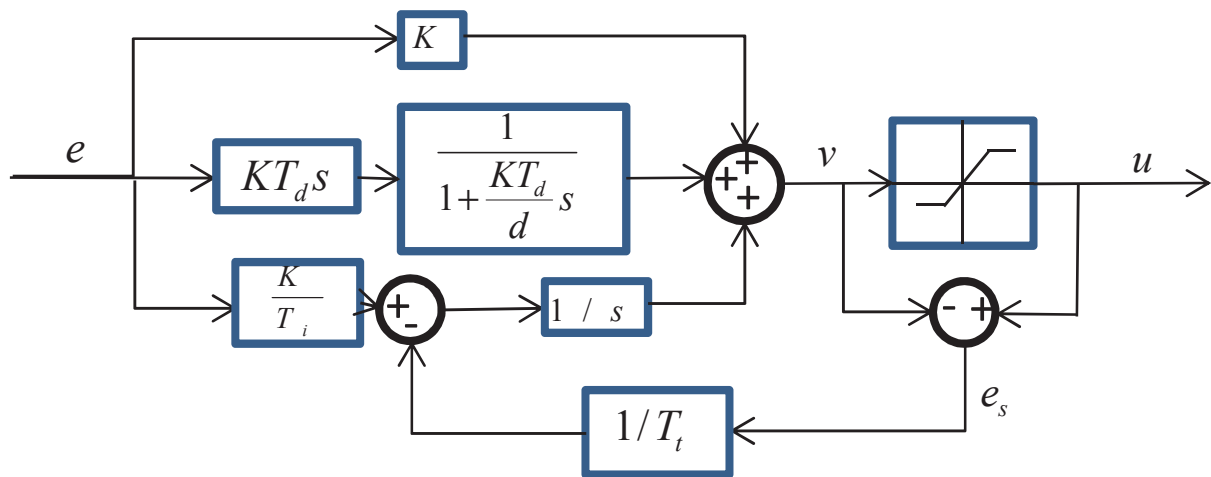 K
e
KT_d s
1
1+ KT_d/d s
+
+
+
v
u
K
T_i
+
-
1 / s
-
+
1/T_t
e_s